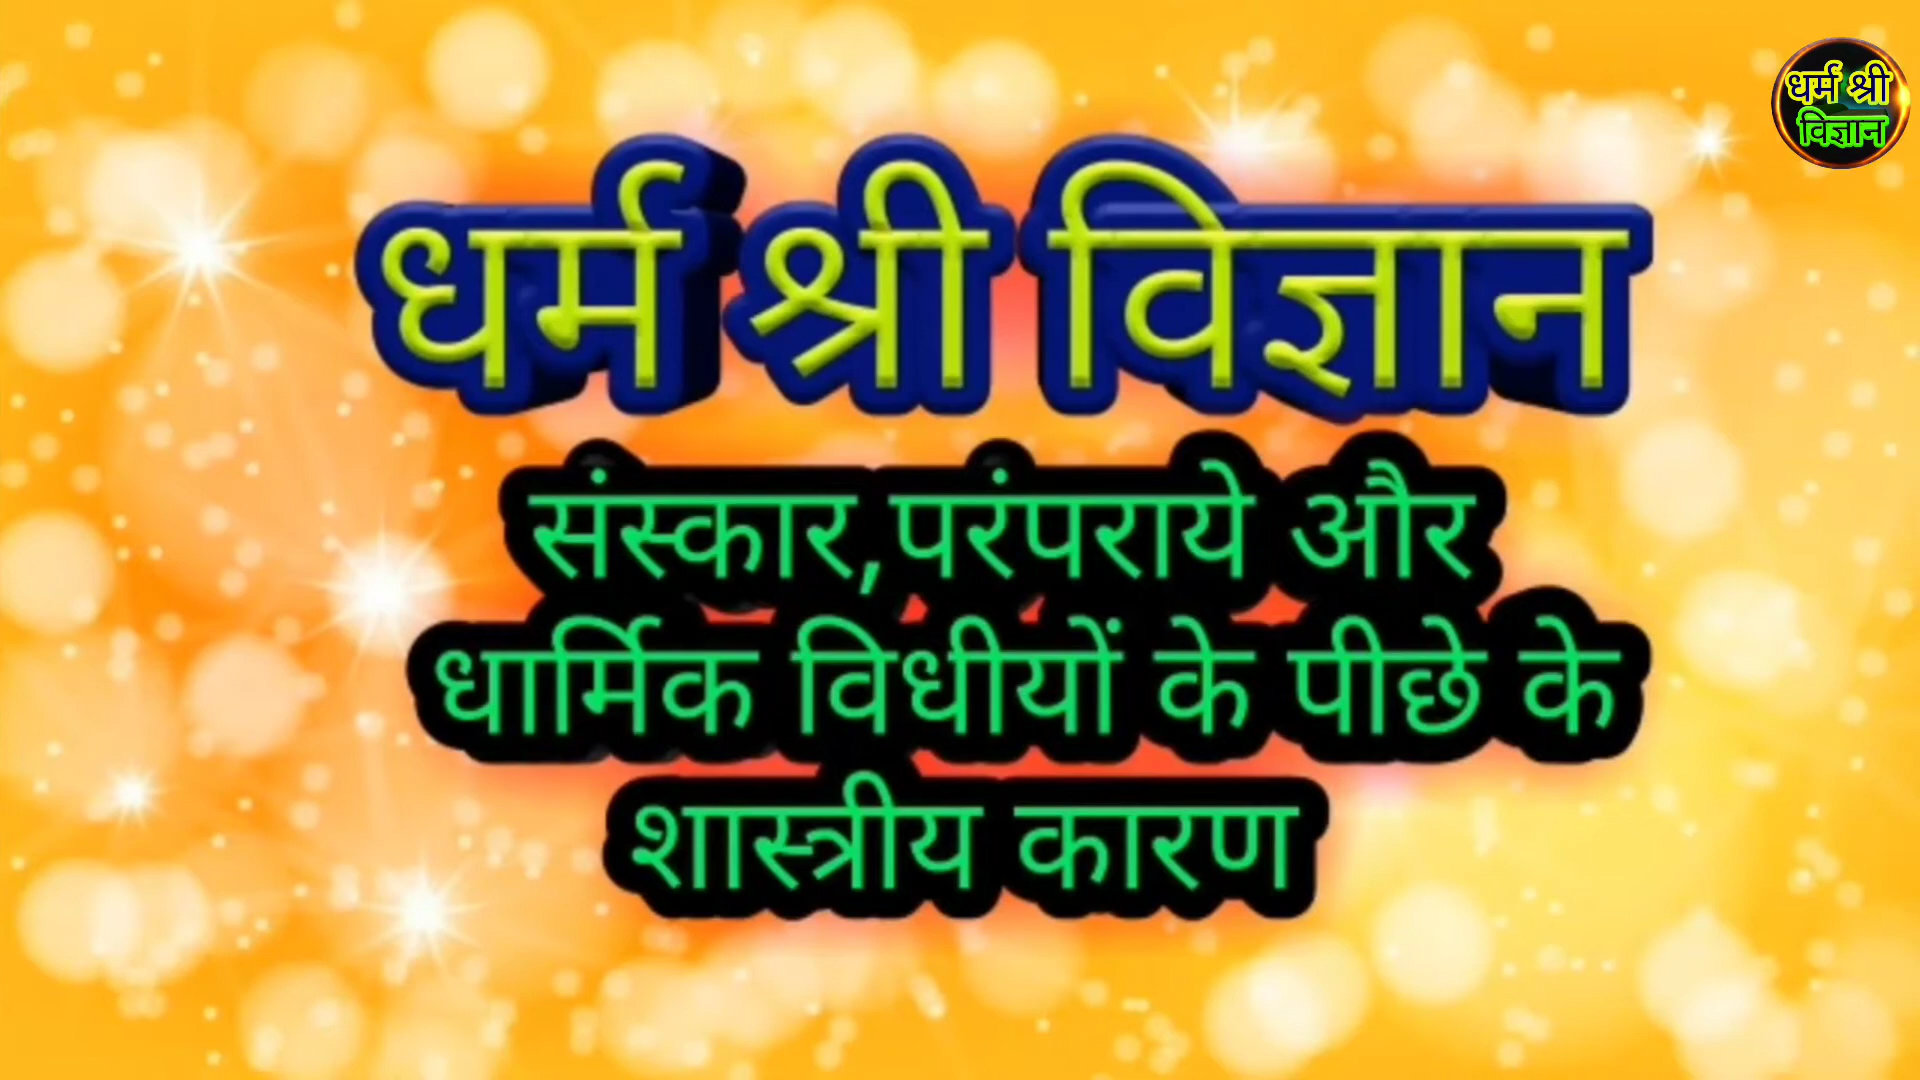 धर्म श्री
विज्ञान
धर्म श्री विज्ञान
संस्कार,परंपराये और
धार्मिक विधीयों के पीछे के
शास्त्रीय कारण